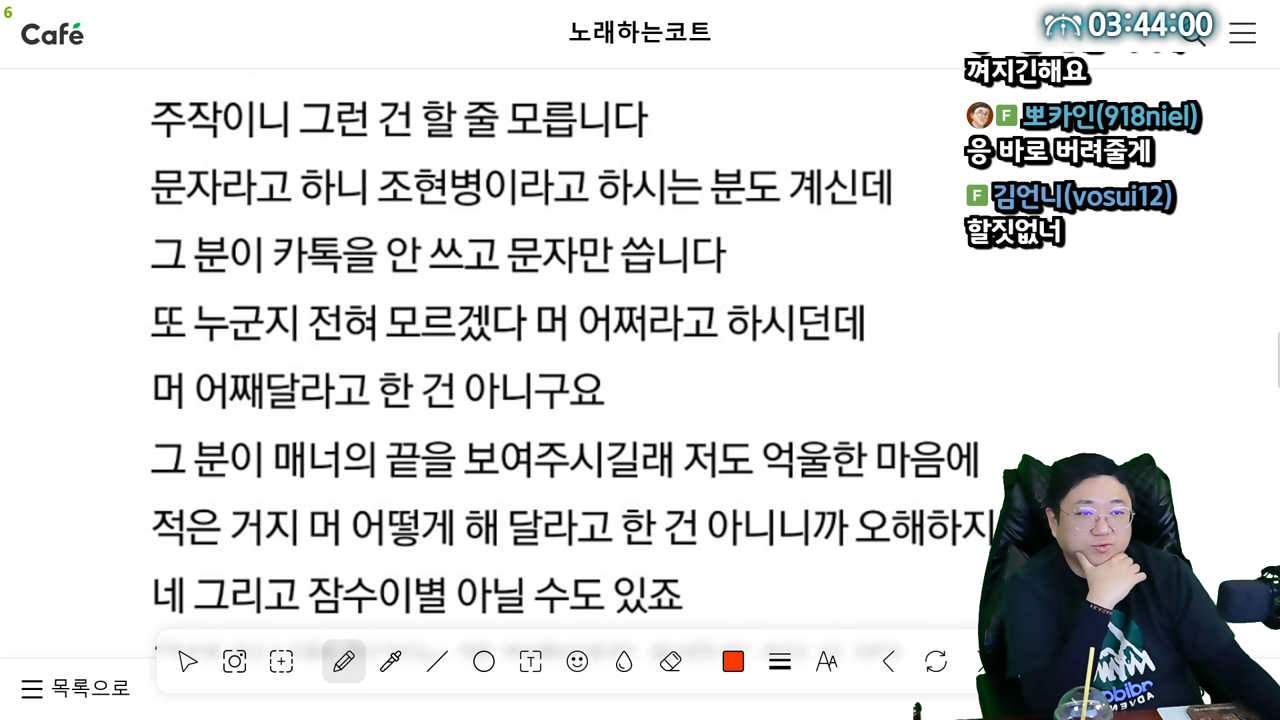 6
Café
노래하는코트
03:44:00
껴지긴해요
F 뽀카인(918niel)
응 바로 버려줄게
F 김언니(vosui12)
할짓없너
주작이니 그런 건 할 줄 모릅니다
문자라고 하니 조현병이라고 하시는 분도 계신데
그 분이 카톡을 안 쓰고 문자만 씁니다
또 누군지 전혀 모르겠다 머 어쩌라고 하시던데
머 어째달라고 한 건 아니구요
그 분이 매너의 끝을 보여주시길래 저도 억울한 마음에
적은 거지 머 어떻게 해 달라고 한 건 아니니까 오해하지
네 그리고 잠수이별 아닐 수도 있죠
T
AA
목록으로